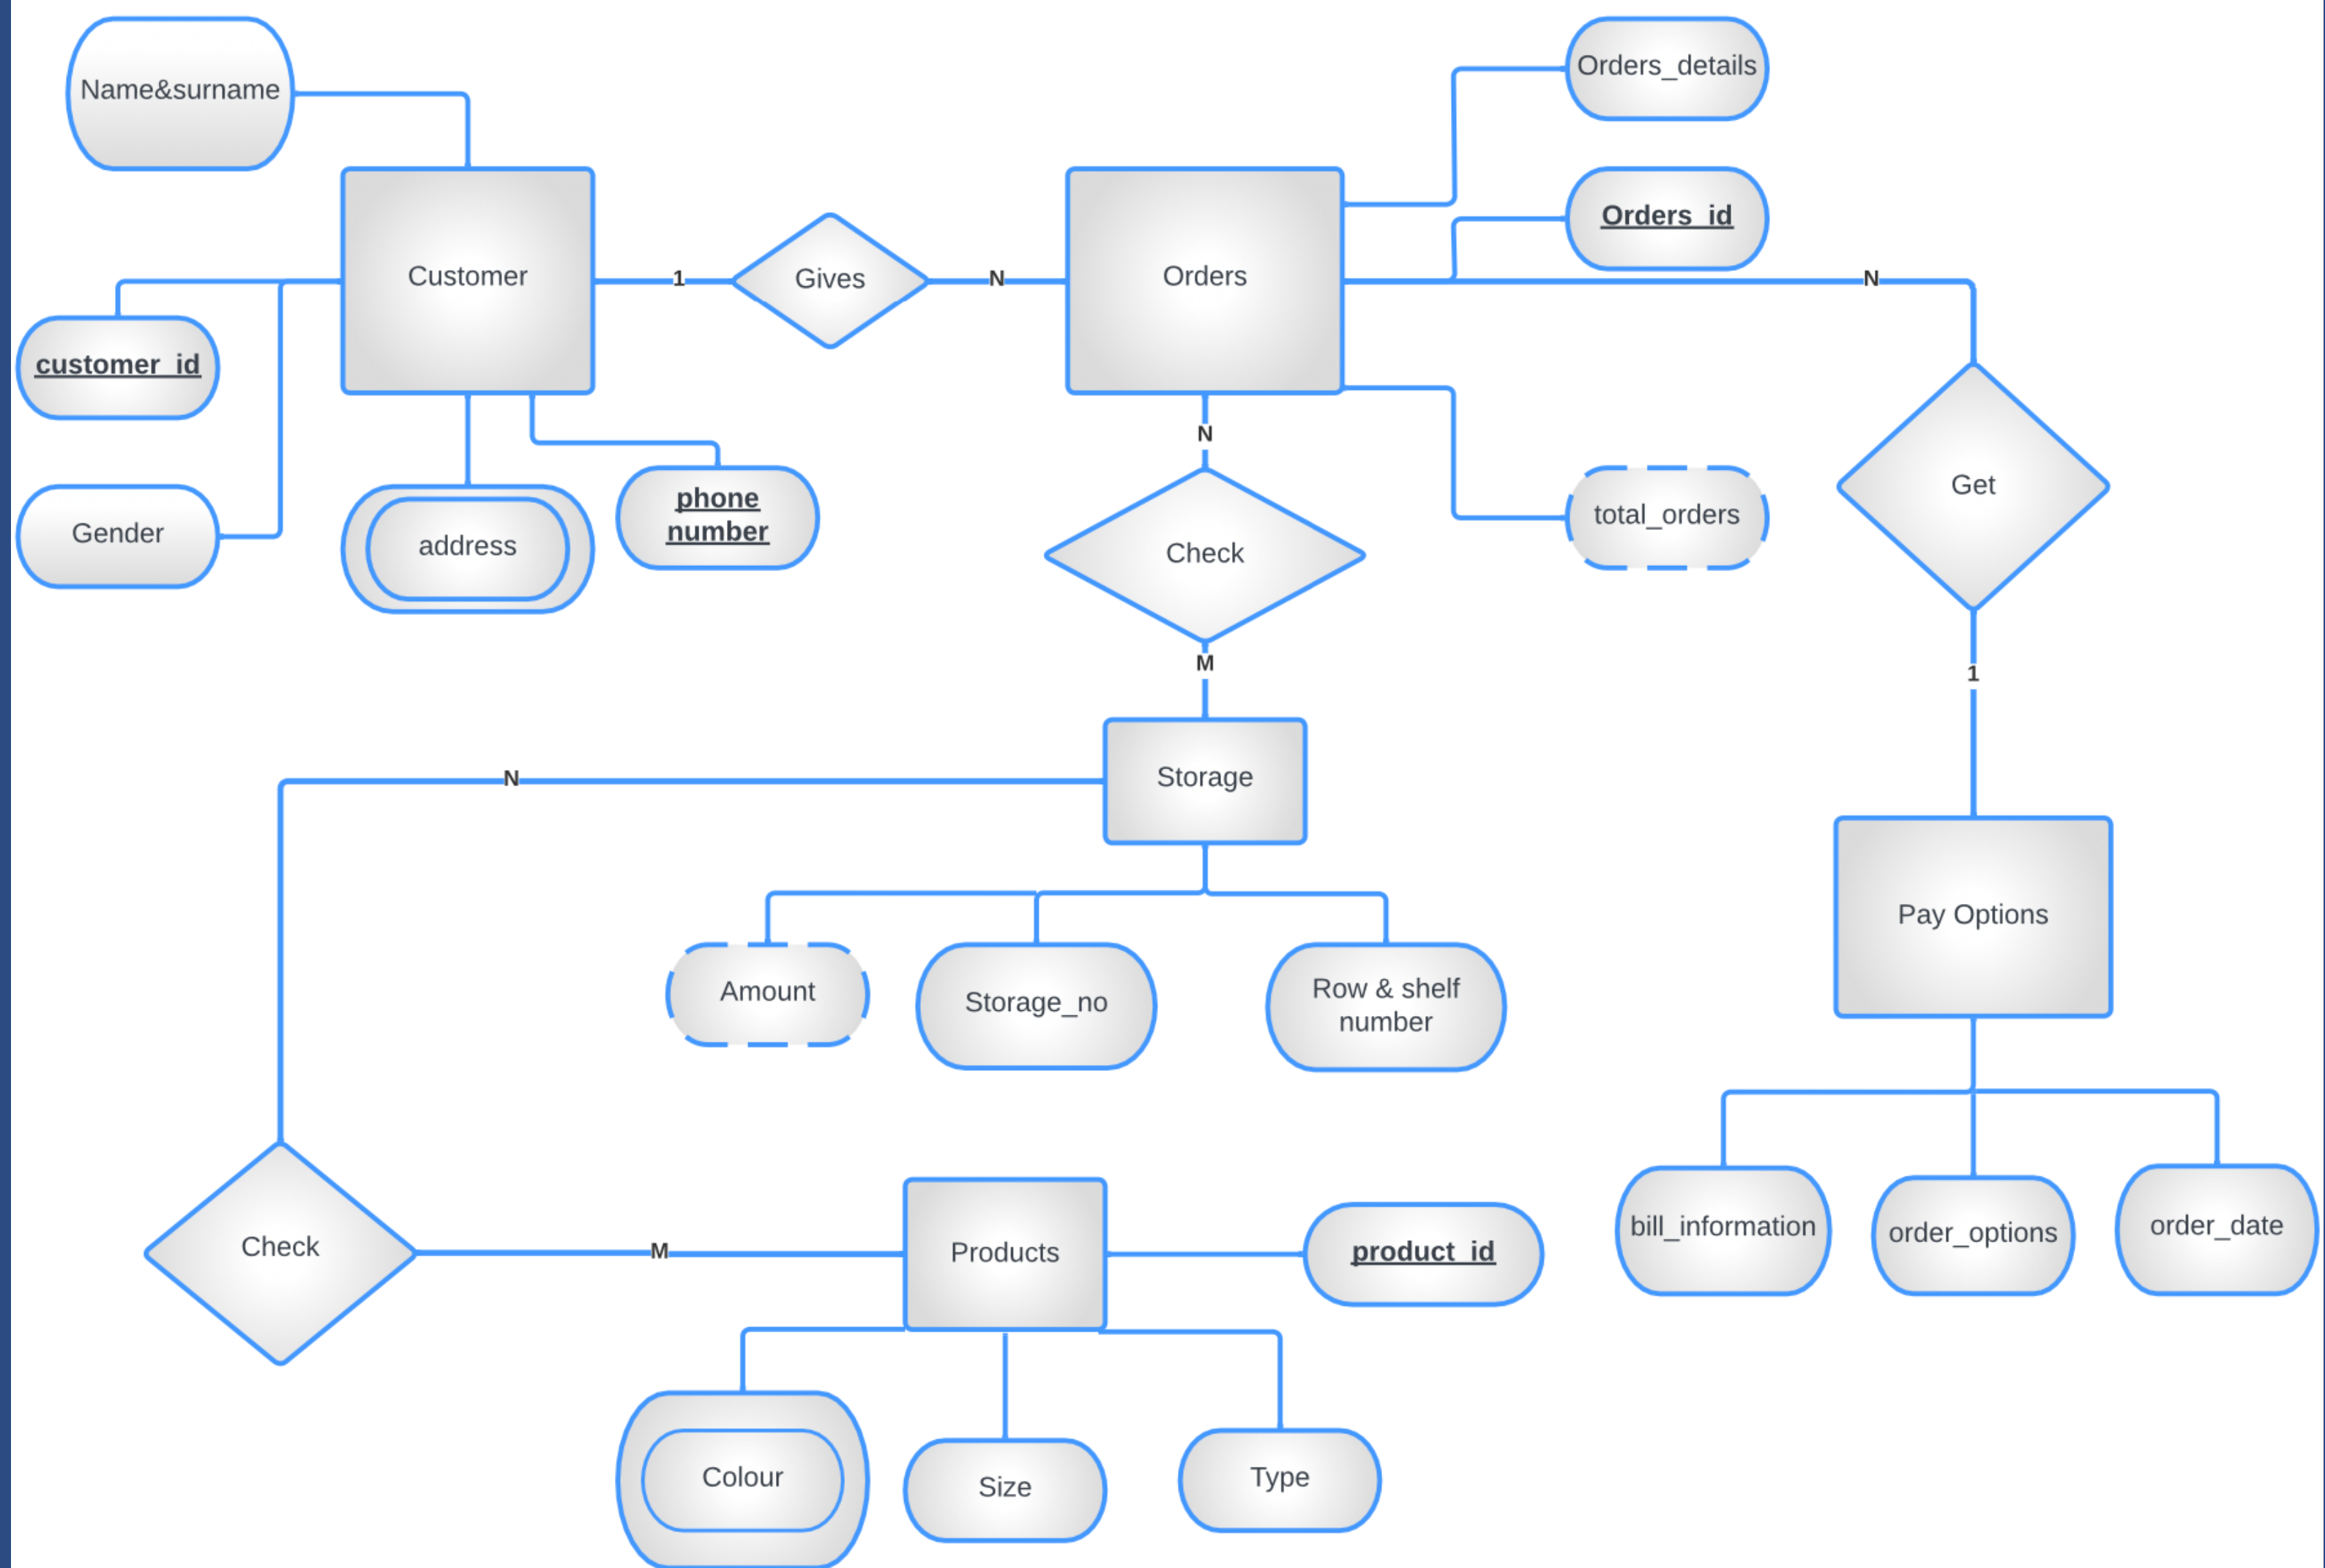 Name&surname
Orders_details
Orders_id
Customer
1
Gives
N
Orders
N
customer_id
N
phone
number
Gender
address
Check
total_orders
Get
M
1
N
Storage
Pay Options
Amount
Storage_no
Row & shelf
number
Check
M
Products
product_id
bill_information
order_options
order_date
Colour
Size
Type